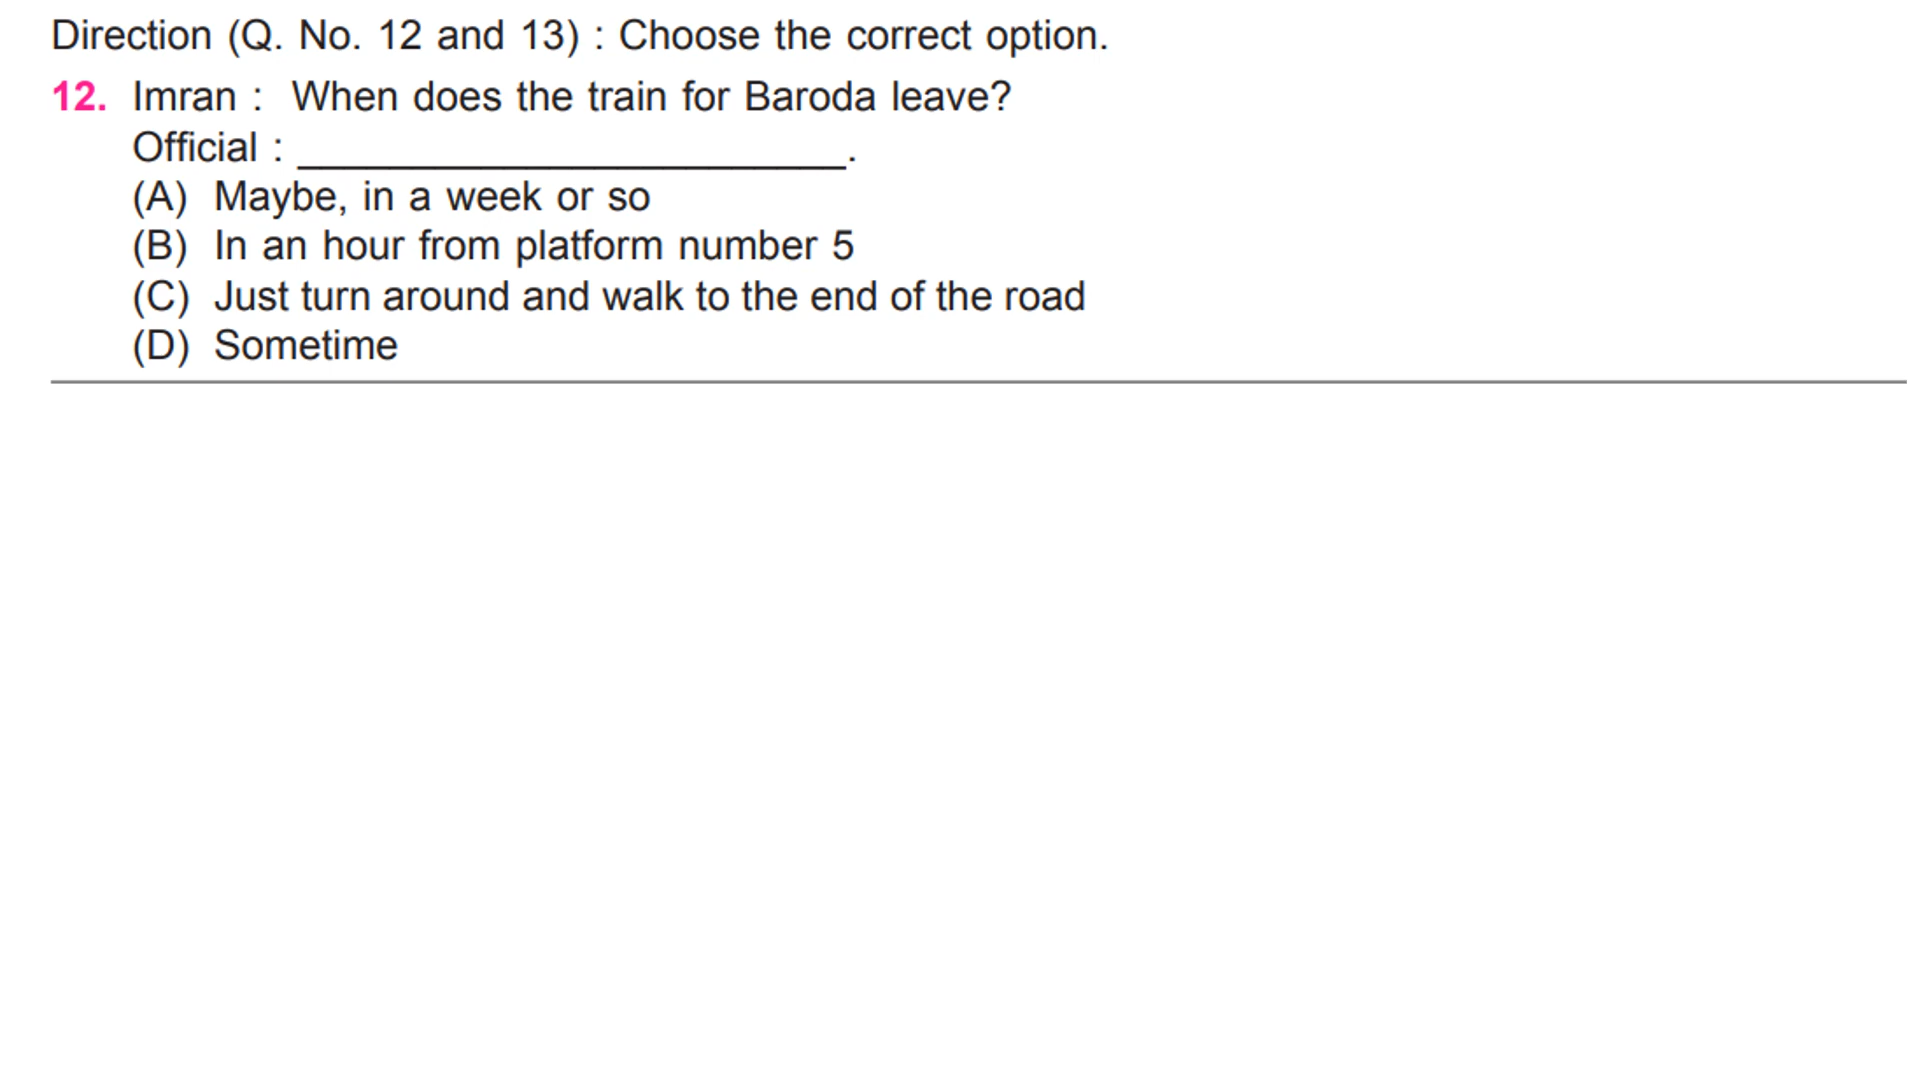 Direction (Q. No. 12 and 13) : Choose the correct option.
12. Imran : When does the train for Baroda leave?
Official : ________________________.
(A) Maybe, in a week or so
(B) In an hour from platform number 5
(C) Just turn around and walk to the end of the road
(D) Sometime